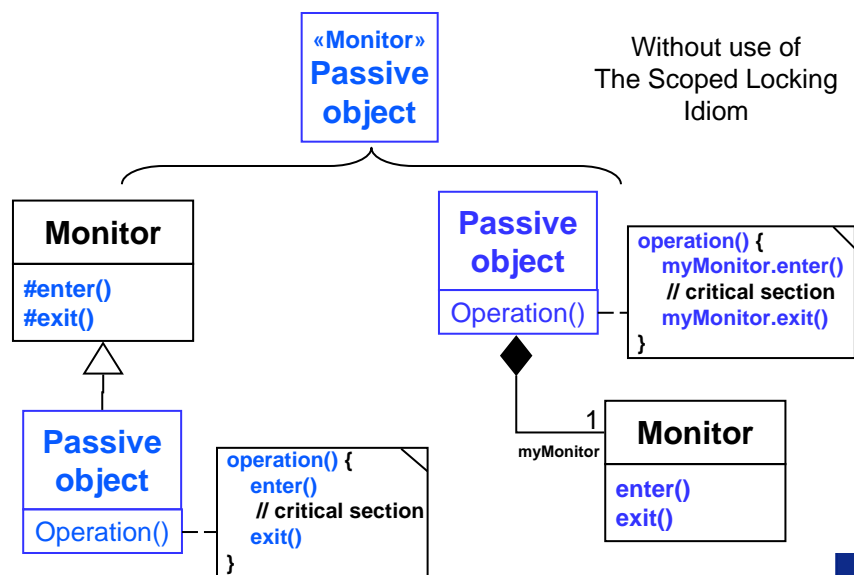 «Monitor»
Passive
object
Without use of
The Scoped Locking
Idiom
Monitor
#enter()
#exit()
Passive
object
Operation()
operation() {
enter()
// critical section
exit()
}
Passive
object
Operation()
operation() {
myMonitor.enter()
// critical section
myMonitor.exit()
}
1
myMonitor
Monitor
enter()
exit()